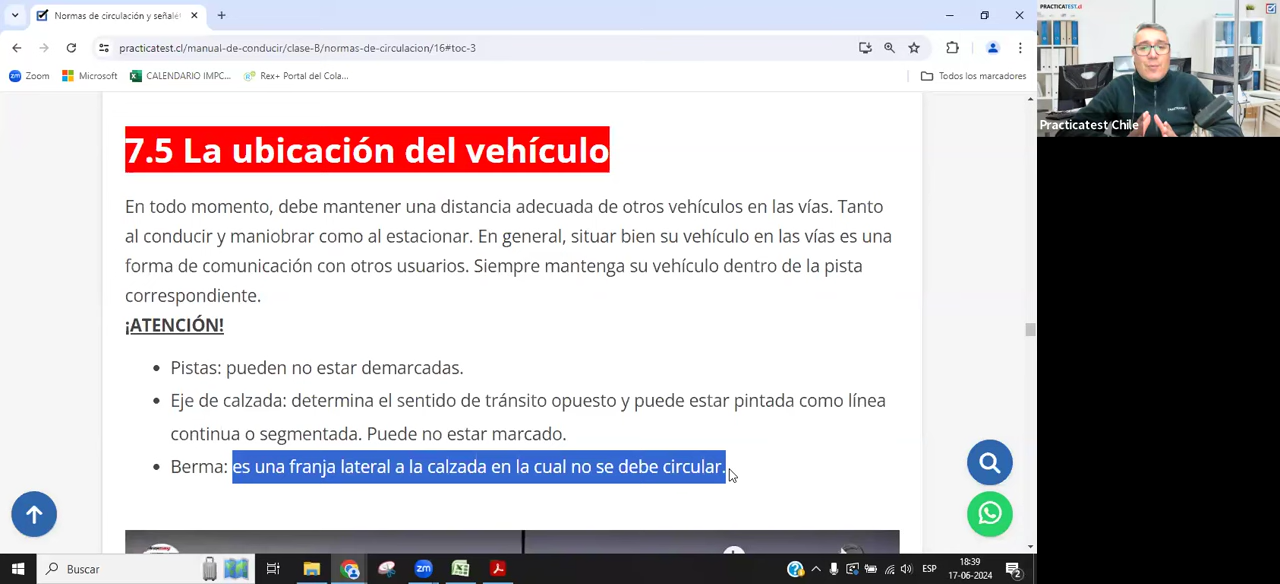 Normas de circulación y señalét
practicatest.cl/manual-de-conducir/clase-B/normas-de-circulacion/16#toc-3
Zoom
Microsoft
CALENDARIO IMPC...
Rex+ Portal del Cola...
Todos los marcadores
PRACTICATEST.cl
Practicatest Chile
7.5 La ubicación del vehículo
En todo momento, debe mantener una distancia adecuada de otros vehículos en las vías. Tanto
al conducir y maniobrar como al estacionar. En general, situar bien su vehículo en las vías es una
forma de comunicación con otros usuarios. Siempre mantenga su vehículo dentro de la pista
correspondiente.
¡ATENCIÓN!
Pistas: pueden no estar demarcadas.
Eje de calzada: determina el sentido de tránsito opuesto y puede estar pintada como línea
continua o segmentada. Puede no estar marcado.
Berma: es una franja lateral a la calzada en la cual no se debe circular.
Buscar
zm
ESP
18:39
17-06-2024
2